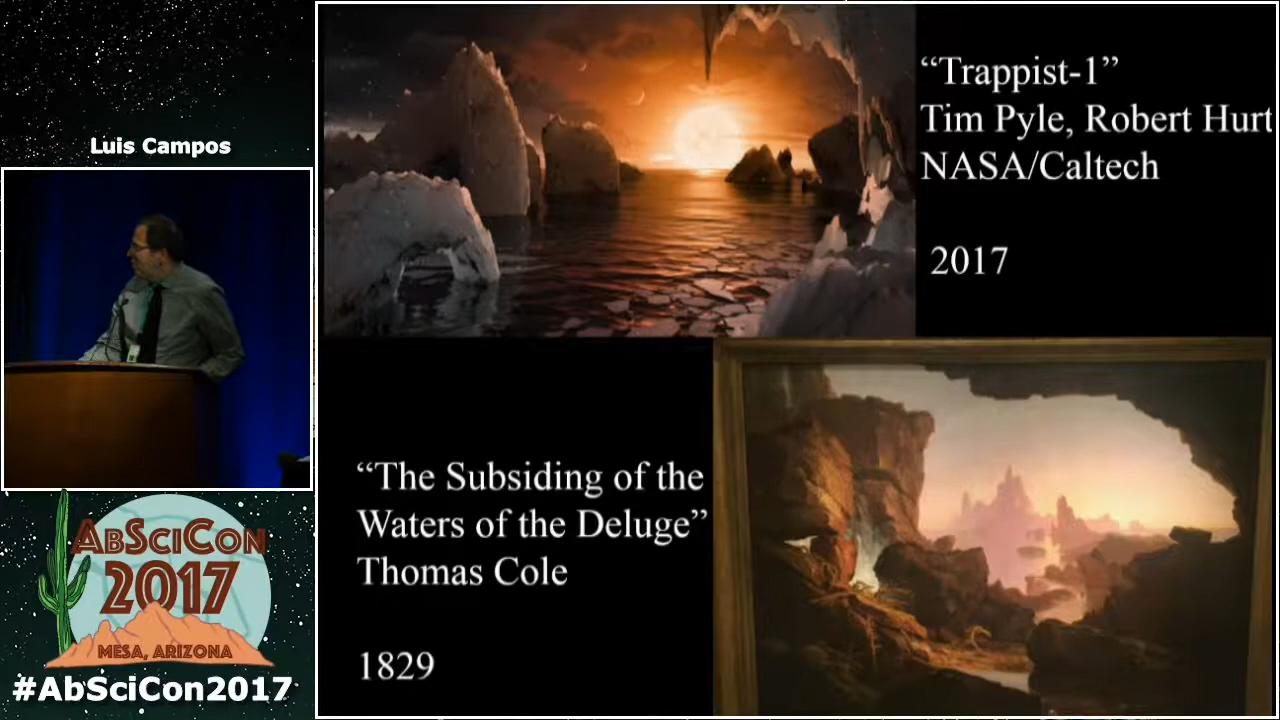 Luis Campos
“Trappist-1”
Tim Pyle, Robert Hurt
NASA/Caltech
2017
“The Subsiding of the
Waters of the Deluge”
Thomas Cole
1829
ABSCICON
2017
MESA, ARIZONA
#AbSciCon2017